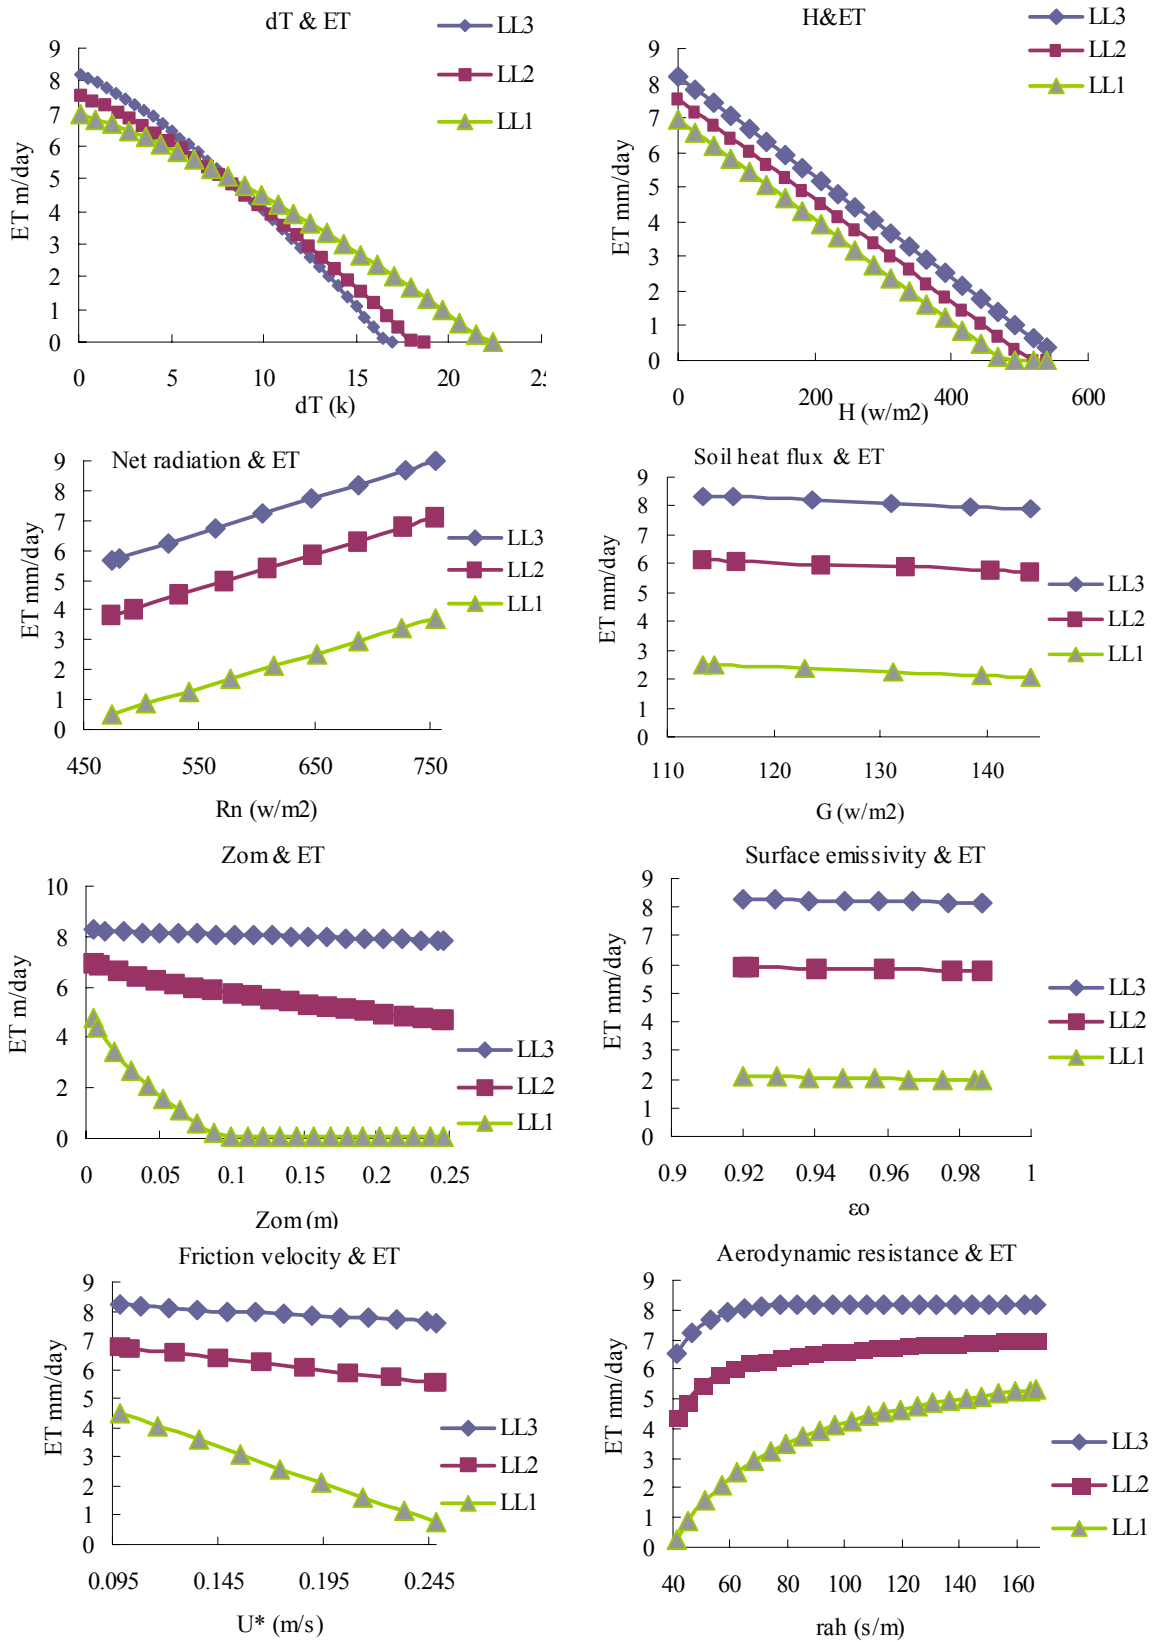 dT & ET
LL3
LL2
LL1
9
8
7
6
5
4
3
2
1
0
ET m/day
0 5 10 15 20
dT (k)
H&ET
LL3
LL2
LL1
9
8
7
6
5
4
3
2
1
0
ET mm/day
0 200 400 600
H (w/m2)
Net radiation & ET
9
8
7
6
5
4
3
2
1
0
ET mm/day
LL3
LL2
LL1
450 550 650 750
Rn (w/m2)
Soil heat flux & ET
9
8
7
6
5
4
3
2
1
0
ET mm/day
LL3
LL2
LL1
110 120 130 140
G (w/m2)
Zom & ET
10
8
6
4
2
0
ET m/day
LL3
LL2
LL1
0 0.05 0.1 0.15 0.2 0.25
Zom (m)
Surface emissivity & ET
9
8
7
6
5
4
3
2
1
0
ET mm/day
LL3
LL2
LL1
0.9 0.92 0.94 0.96 0.98 1
εo
Friction velocity & ET
9
8
7
6
5
4
3
2
1
0
ET mm/day
LL3
LL2
LL1
0.095 0.145 0.195 0.245
U* (m/s)
Aerodynamic resistance & ET
9
8
7
6
5
4
3
2
1
0
ET mm/day
LL3
LL2
LL1
40 60 80 100 120 140 160
rah (s/m)